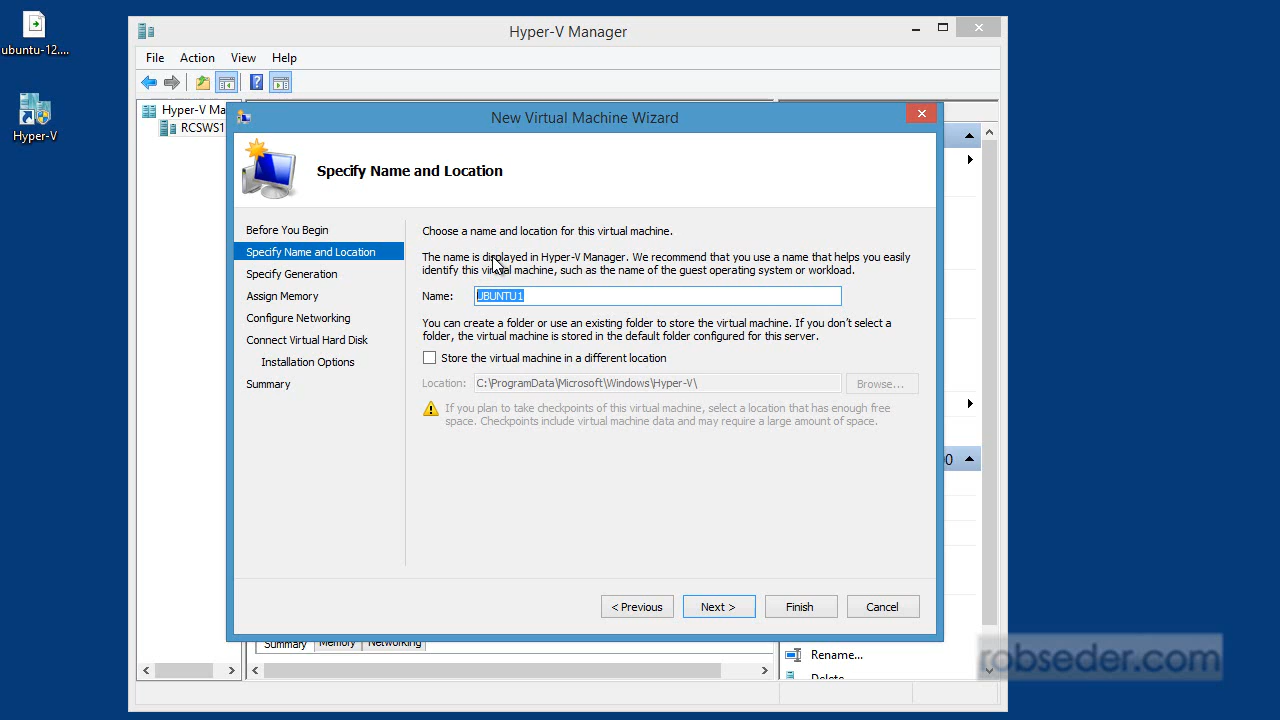 ubuntu-12....
Hyper-V
Hyper-V Manager
File Action View Help
Hyper-V Ma
RCSWS1
New Virtual Machine Wizard
Specify Name and Location
Before You Begin
Specify Name and Location
Specify Generation
Assign Memory
Configure Networking
Connect Virtual Hard Disk
Installation Options
Summary
Choose a name and location for this virtual machine.
The name is displayed in Hyper-V Manager. We recommend that you use a name that helps you easily
identify this virtual machine, such as the name of the guest operating system or workload.
Name: UBUNTU1
You can create a folder or use an existing folder to store the virtual machine. If you don't select a
folder, the virtual machine is stored in the default folder configured for this server.
Store the virtual machine in a different location
Location: C:\ProgramData\Microsoft\Windows\Hyper-V\ Browse...
If you plan to take checkpoints of this virtual machine, select a location that has enough free
space. Checkpoints include virtual machine data and may require a large amount of space.
< Previous Next > Finish Cancel
Summary Memory Networking
0
Rename...
Delete
robseder.com